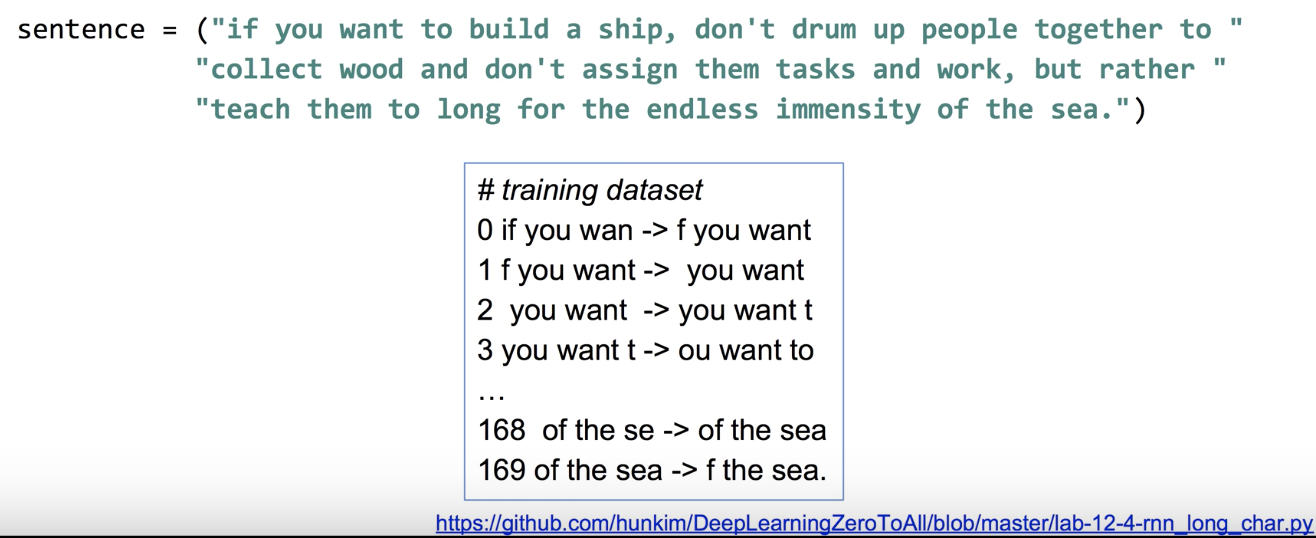 sentence = ("if you want to build a ship, don't drum up people together to "
"collect wood and don't assign them tasks and work, but rather "
"teach them to long for the endless immensity of the sea.")
# training dataset
0 if you wan -> f you want
1 f you want ->  you want
2  you want  -> you want t
3 you want t -> ou want to
…
168  of the se -> of the sea
169 of the sea -> f the sea.
https://github.com/hunkim/DeepLearningZeroToAll/blob/master/lab-12-4-rnn_long_char.py